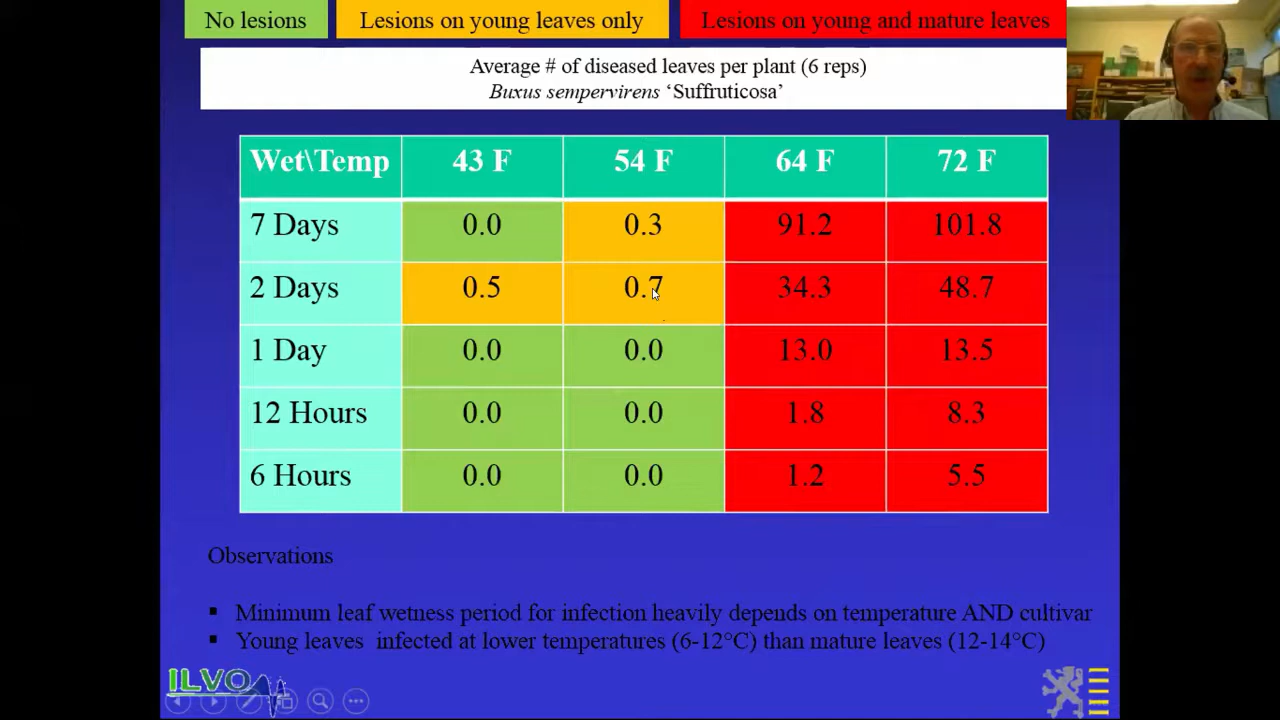 No lesions
Lesions on young leaves only
Lesions on young and mature leaves
Average # of diseased leaves per plant (6 reps)
Buxus sempervirens ‘Suffruticosa’
Wet\Temp 43 F 54 F 64 F 72 F
7 Days 0.0 0.3 91.2 101.8
2 Days 0.5 0.7 34.3 48.7
1 Day 0.0 0.0 13.0 13.5
12 Hours 0.0 0.0 1.8 8.3
6 Hours 0.0 0.0 1.2 5.5
Observations
▪ Minimum leaf wetness period for infection heavily depends on temperature AND cultivar
▪ Young leaves infected at lower temperatures (6-12°C) than mature leaves (12-14°C)
ILVO